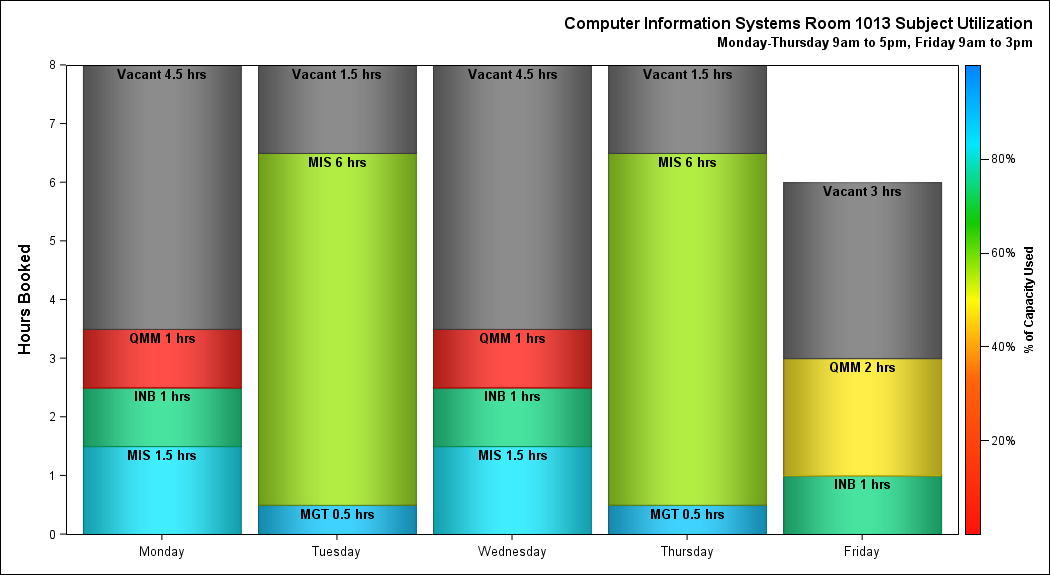 Computer Information Systems Room 1013 Subject Utilization
Monday-Thursday 9am to 5pm, Friday 9am to 3pm
Hours Booked
8
7
6
5
4
3
2
1
0
Vacant 4.5 hrs
QMM 1 hrs
INB 1 hrs
MIS 1.5 hrs
Vacant 1.5 hrs
MIS 6 hrs
MGT 0.5 hrs
Vacant 4.5 hrs
QMM 1 hrs
INB 1 hrs
MIS 1.5 hrs
Vacant 1.5 hrs
MIS 6 hrs
MGT 0.5 hrs
Vacant 3 hrs
QMM 2 hrs
INB 1 hrs
Monday
Tuesday
Wednesday
Thursday
Friday
80%
60%
40%
20%
% of Capacity Used